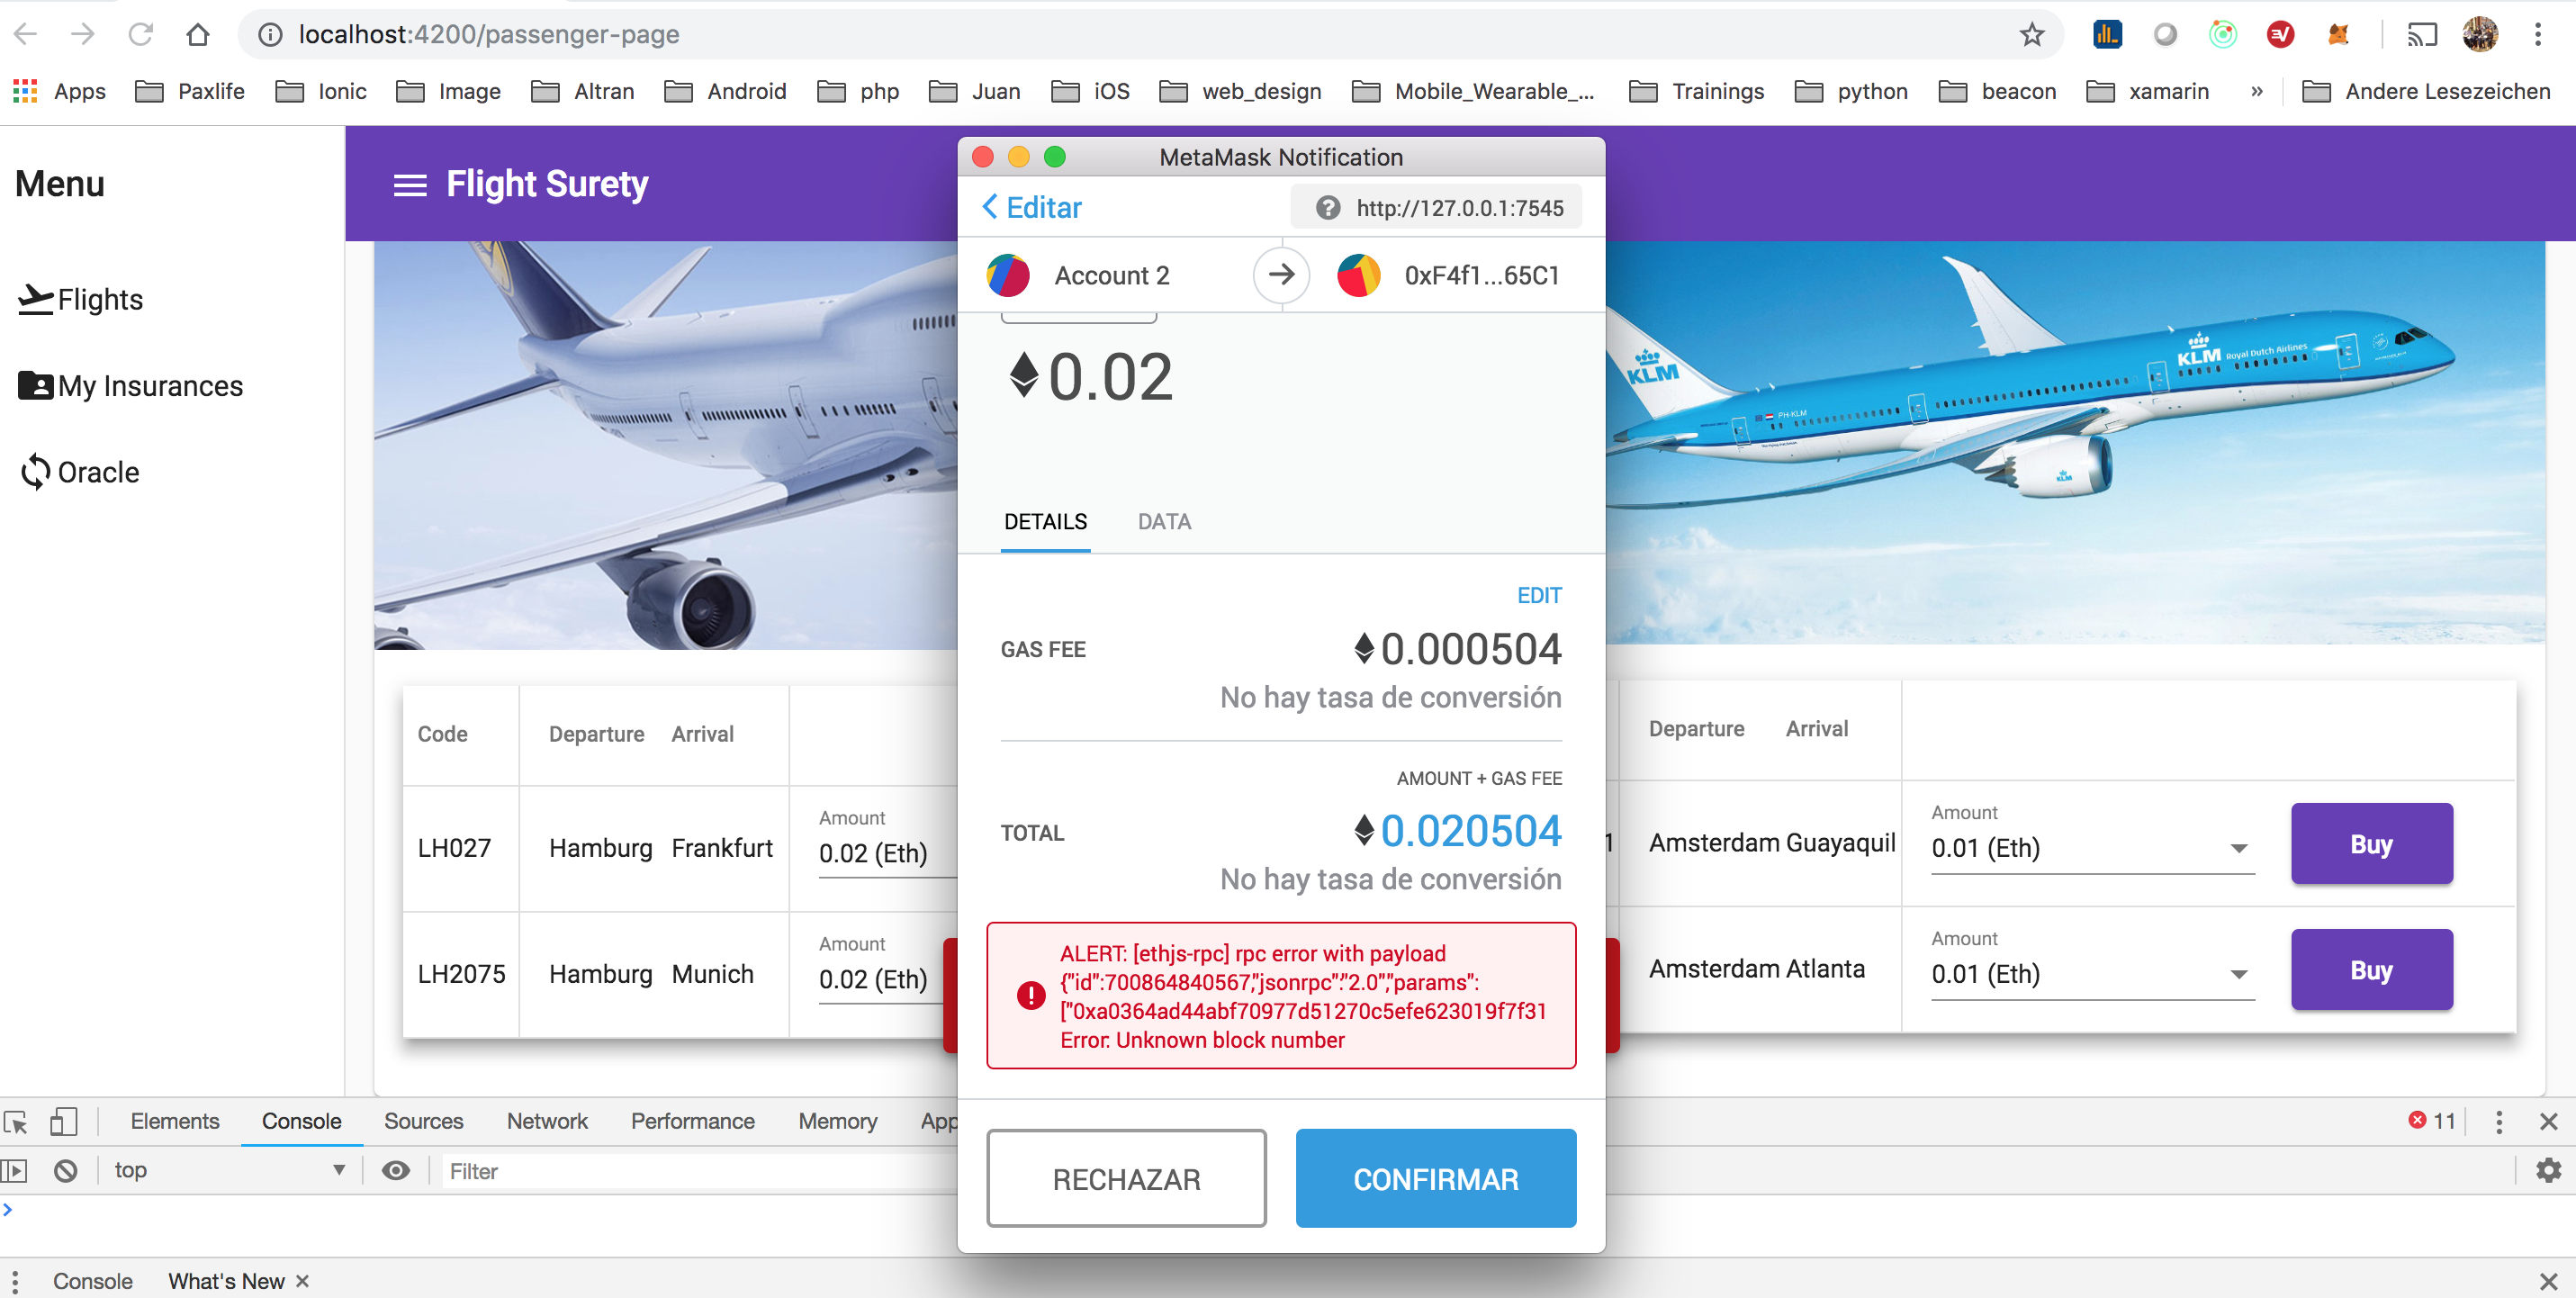 localhost:4200/passenger-page
Apps Paxlife Ionic Image Altran Android php Juan iOS web_design Mobile_Wearable_... Trainings python beacon xamarin » Andere Lesezeichen
Menu
Flights
My Insurances
Oracle
Flight Surety
KLM
KLM Royal Dutch Airlines
PH-KLM
KLM
MetaMask Notification
Editar
http://127.0.0.1:7545
Account 2
0xF4f1...65C1
0.02
DETAILS DATA
EDIT
GAS FEE 0.000504
No hay tasa de conversión
AMOUNT + GAS FEE
TOTAL 0.020504
No hay tasa de conversión
ALERT: [ethjs-rpc] rpc error with payload
{"id":700864840567,"jsonrpc":"2.0","params":
["0xa0364ad44abf70977d51270c5efe623019f7f31
Error: Unknown block number
RECHAZAR CONFIRMAR
Code Departure Arrival
LH027 Hamburg Frankfurt Amount 0.02 (Eth)
LH2075 Hamburg Munich Amount 0.02 (Eth)
Departure Arrival
1 Amsterdam Guayaquil Amount 0.01 (Eth) Buy
Amsterdam Atlanta Amount 0.01 (Eth) Buy
Elements Console Sources Network Performance Memory App
11
top
Filter
Console What's New